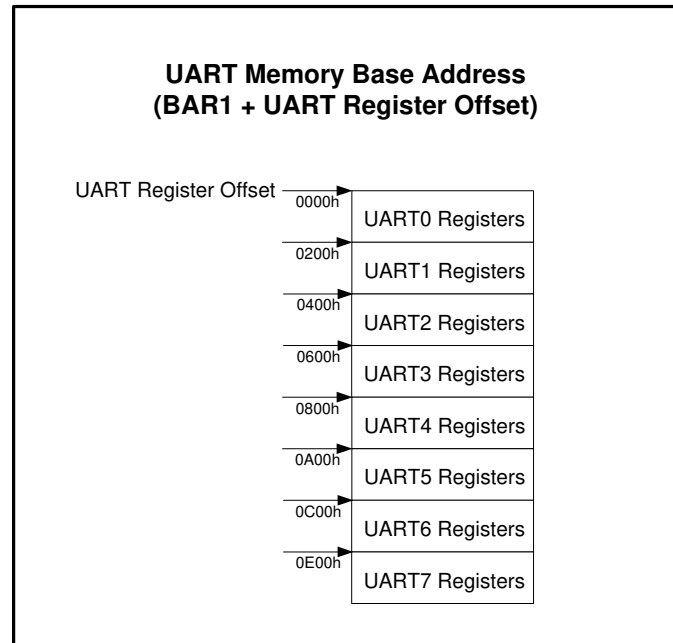 UART Memory Base Address
(BAR1 + UART Register Offset)
UART Register Offset
0000h
UART0 Registers
0200h
UART1 Registers
0400h
UART2 Registers
0600h
UART3 Registers
0800h
UART4 Registers
0A00h
UART5 Registers
0C00h
UART6 Registers
0E00h
UART7 Registers